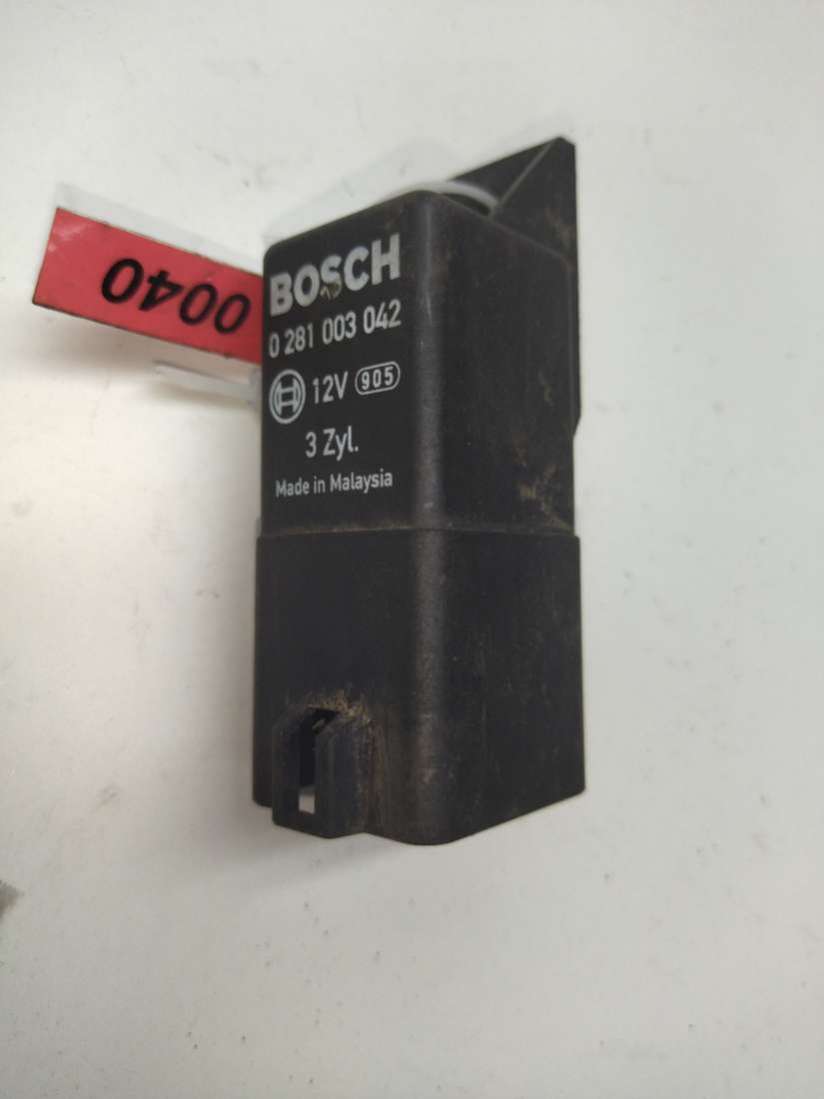 0040
BOSCH
0 281 003 042
12V 905
3 Zyl.
Made in Malaysia